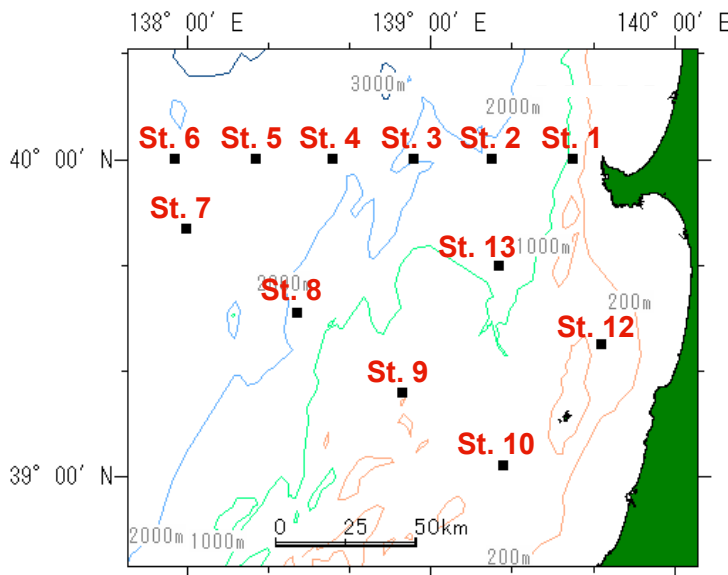 138° 00′ E
139° 00′ E
140° 00′ E
3000m
2000m
St. 6
St. 5
St. 4
St. 3
St. 2
St. 1
40° 00′ N
St. 7
St. 13
1000m
2000m
St. 8
200m
St. 12
St. 9
St. 10
39° 00′ N
0
25
50km
2000m
1000m
200m